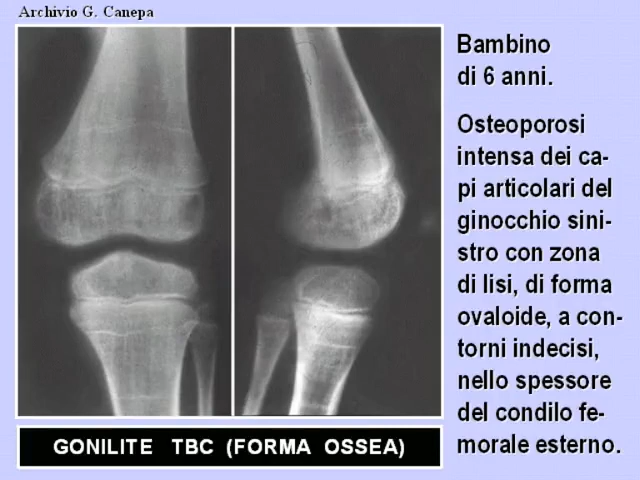 Archivio G. Canepa
Bambino
di 6 anni.
Osteoporosi
intensa dei ca-
pi articolari del
ginocchio sini-
stro con zona
di lisi, di forma
ovaloide, a con-
torni indecisi,
nello spessore
del condilo fe-
morale esterno.
GONILITE TBC (FORMA OSSEA)